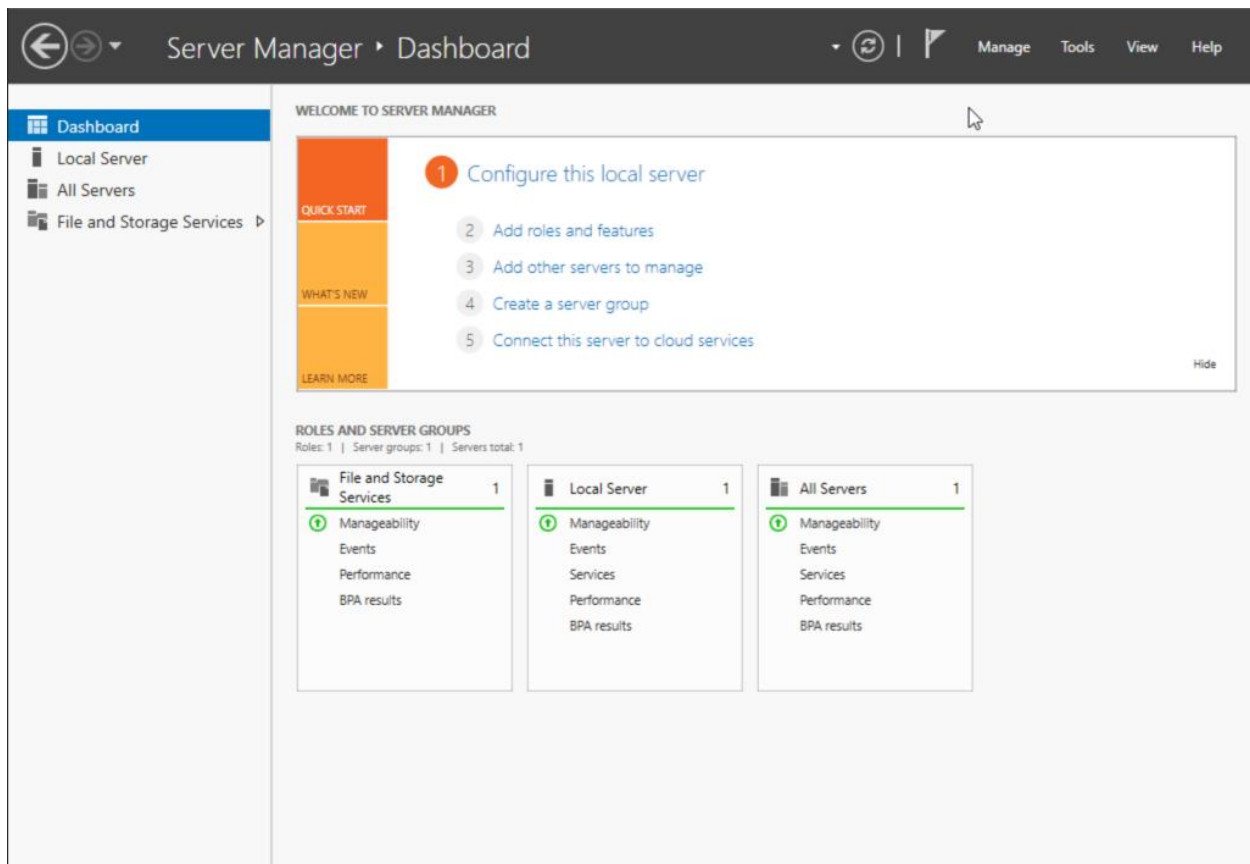 Server Manager ‣ Dashboard
Manage Tools View Help
Dashboard
Local Server
All Servers
File and Storage Services
WELCOME TO SERVER MANAGER
QUICK START
WHAT'S NEW
LEARN MORE
1 Configure this local server
2 Add roles and features
3 Add other servers to manage
4 Create a server group
5 Connect this server to cloud services
Hide
ROLES AND SERVER GROUPS
Roles: 1 | Server groups: 1 | Servers total: 1
File and Storage
Services 1
Manageability
Events
Performance
BPA results
Local Server 1
Manageability
Events
Services
Performance
BPA results
All Servers 1
Manageability
Events
Services
Performance
BPA results